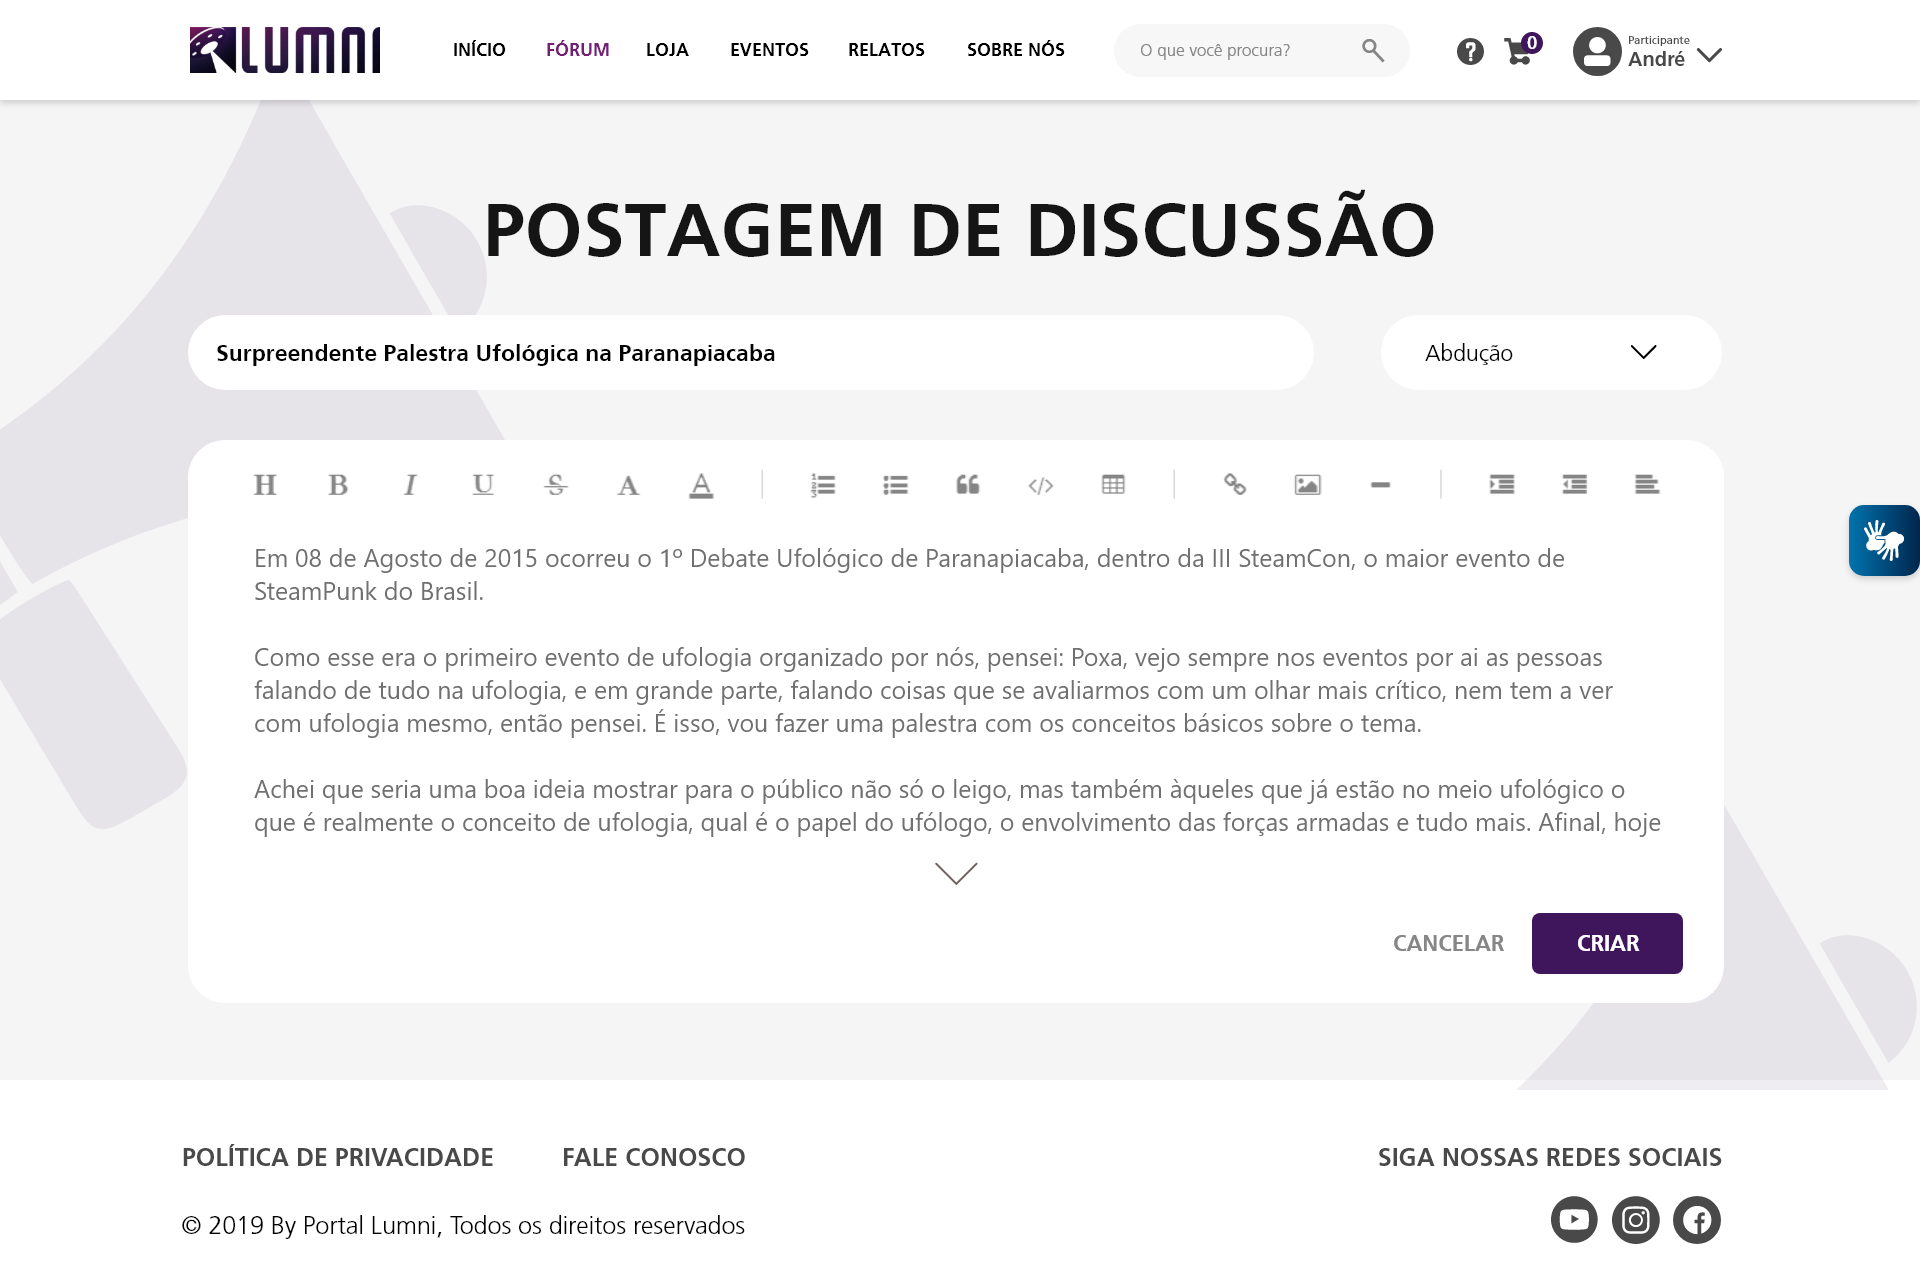 LUMNI
INÍCIO FÓRUM LOJA EVENTOS RELATOS SOBRE NÓS
O que você procura?
0
Participante
André
POSTAGEM DE DISCUSSÃO
Surpreendente Palestra Ufológica na Paranapiacaba
Abdução
H B I U S A A
Em 08 de Agosto de 2015 ocorreu o 1º Debate Ufológico de Paranapiacaba, dentro da III SteamCon, o maior evento de
SteamPunk do Brasil.
Como esse era o primeiro evento de ufologia organizado por nós, pensei: Poxa, vejo sempre nos eventos por ai as pessoas
falando de tudo na ufologia, e em grande parte, falando coisas que se avaliarmos com um olhar mais crítico, nem tem a ver
com ufologia mesmo, então pensei. É isso, vou fazer uma palestra com os conceitos básicos sobre o tema.
Achei que seria uma boa ideia mostrar para o público não só o leigo, mas também àqueles que já estão no meio ufológico o
que é realmente o conceito de ufologia, qual é o papel do ufólogo, o envolvimento das forças armadas e tudo mais. Afinal, hoje
CANCELAR CRIAR
POLÍTICA DE PRIVACIDADE FALE CONOSCO
SIGA NOSSAS REDES SOCIAIS
© 2019 By Portal Lumni, Todos os direitos reservados